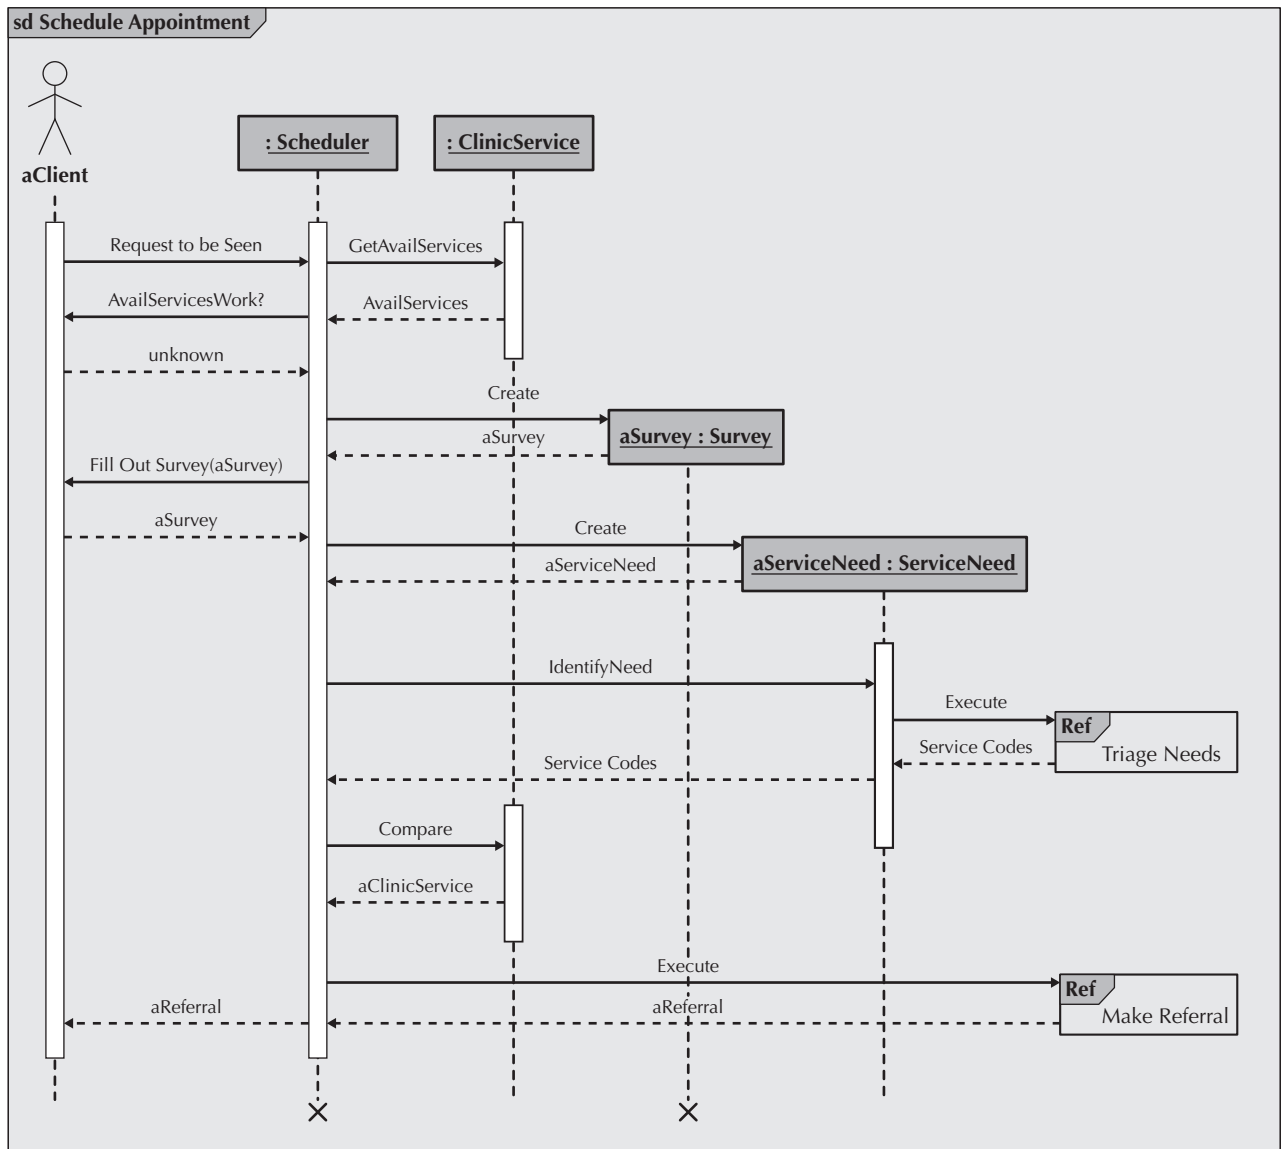 sd Schedule Appointment
aClient
: Scheduler
: ClinicService
Request to be Seen
GetAvailServices
AvailServicesWork?
AvailServices
unknown
Create
aSurvey : Survey
aSurvey
Fill Out Survey(aSurvey)
aSurvey
Create
aServiceNeed : ServiceNeed
aServiceNeed
IdentifyNeed
Execute
Ref
Triage Needs
Service Codes
Service Codes
Compare
aClinicService
Execute
Ref
Make Referral
aReferral
aReferral